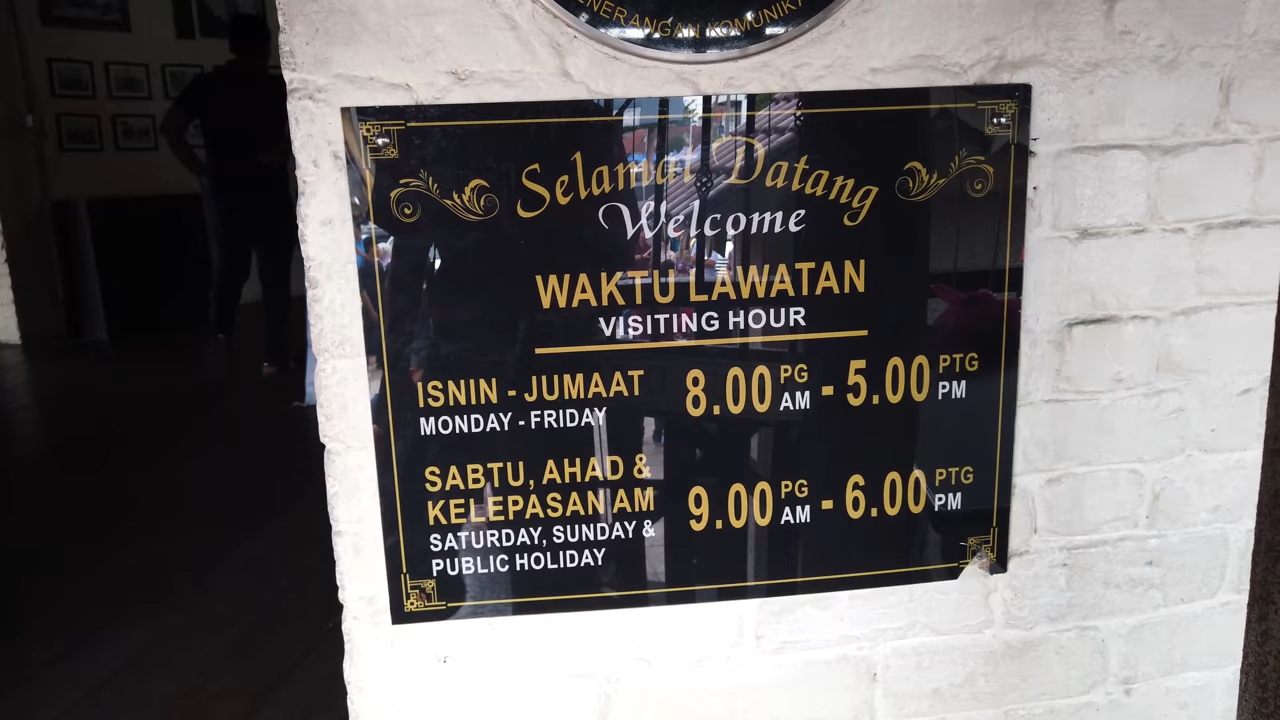 KOMUNIKA
Selamat Datang
Welcome
WAKTU LAWATAN
VISITING HOUR
ISNIN - JUMAAT
MONDAY - FRIDAY
8.00 PG AM - 5.00 PTG PM
SABTU, AHAD &
KELEPASAN AM
SATURDAY, SUNDAY &
PUBLIC HOLIDAY
9.00 PG AM - 6.00 PTG PM